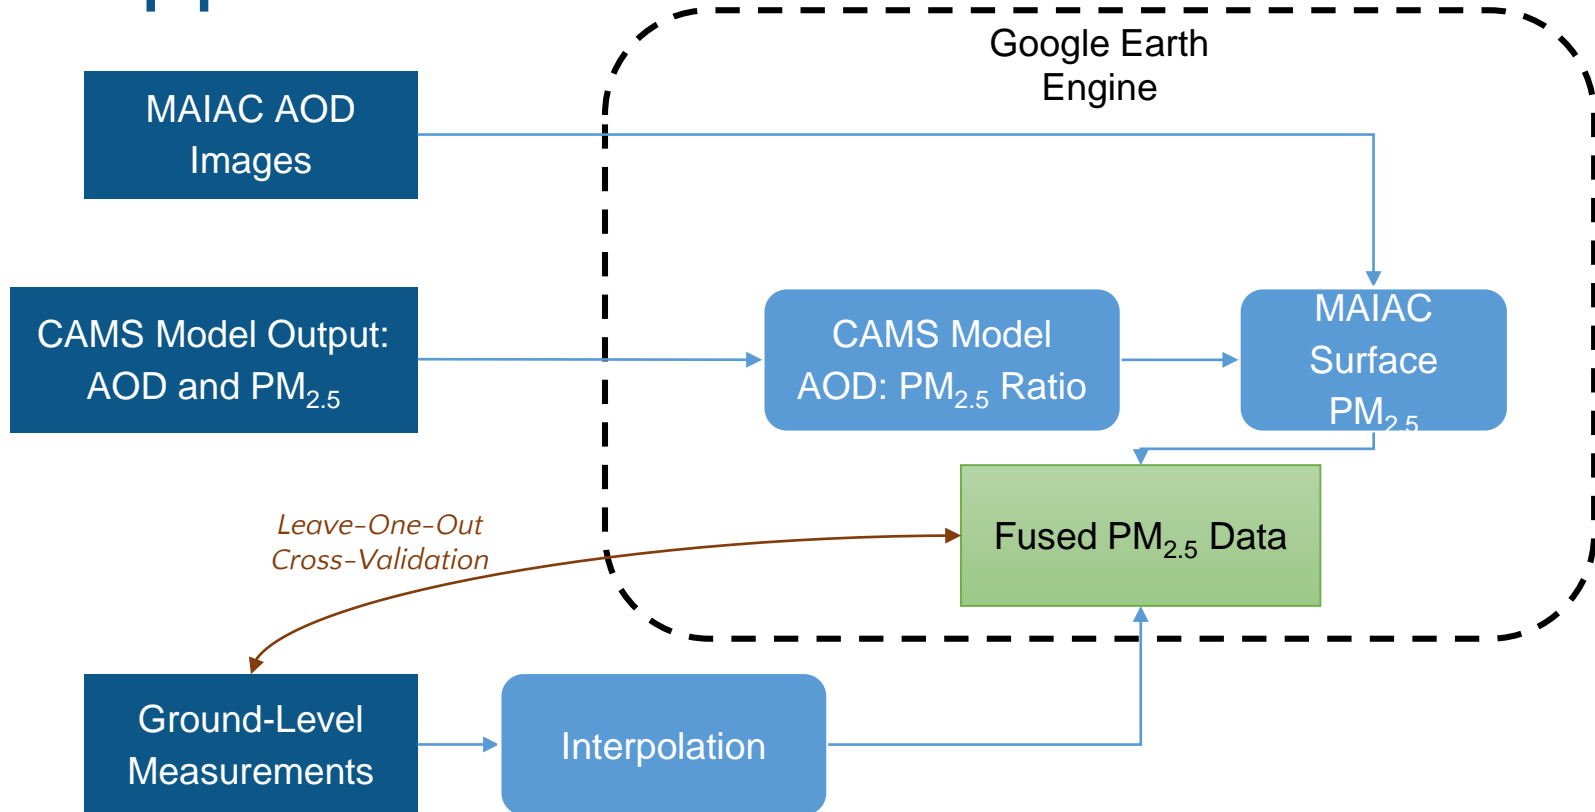 Google Earth
Engine
MAIAC AOD
Images
CAMS Model Output:
AOD and PM2.5
CAMS Model
AOD: PM2.5 Ratio
MAIAC
Surface
PM2.5
Leave-One-Out
Cross-Validation
Fused PM2.5 Data
Ground-Level
Measurements
Interpolation